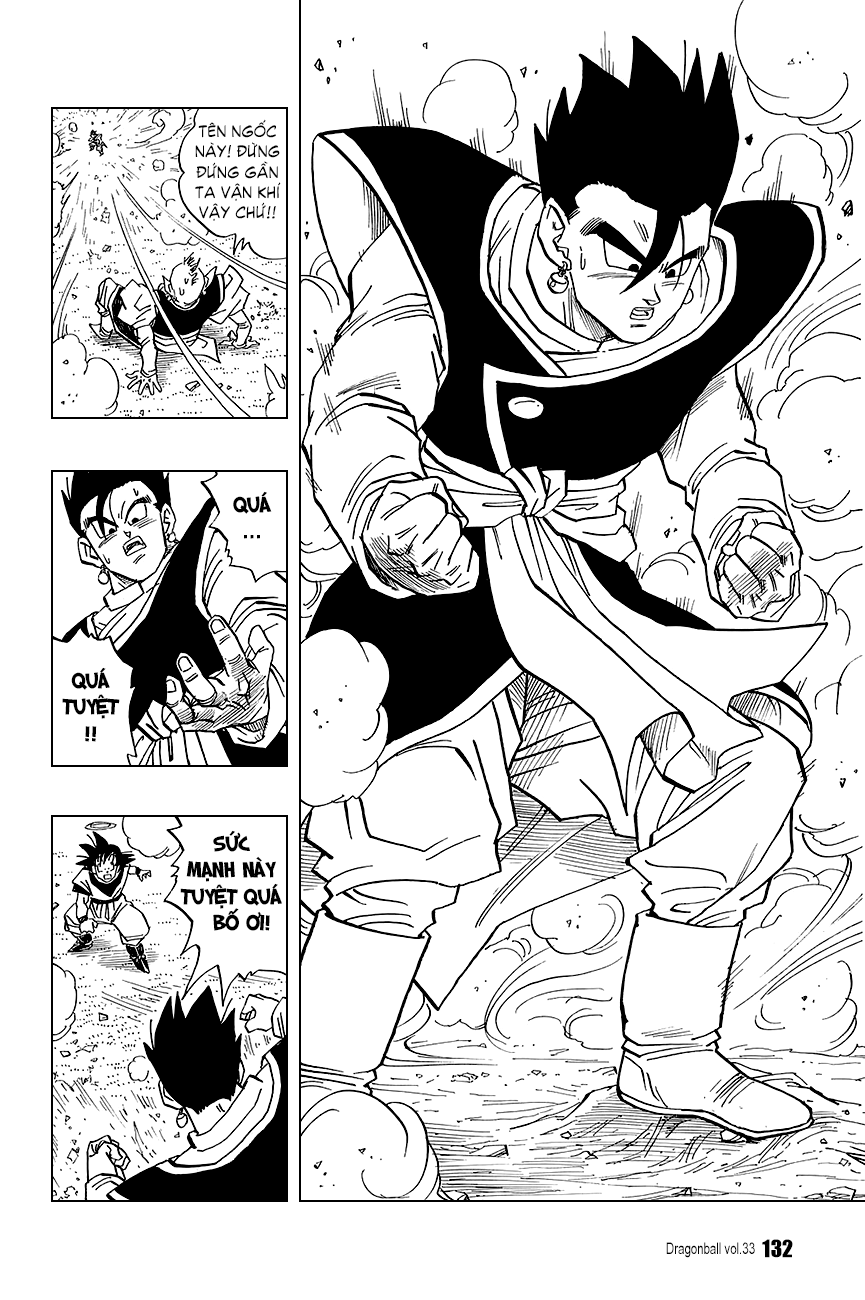 TÊN NGỐC
NÀY! ĐỪNG
ĐỨNG GẦN
TA VẬN KHÍ
VẬY CHỨ!!
QUÁ
...
QUÁ
TUYỆT
!!
SỨC
MẠNH NÀY
TUYỆT QUÁ
BỐ ƠI!
Dragonball vol.33 132